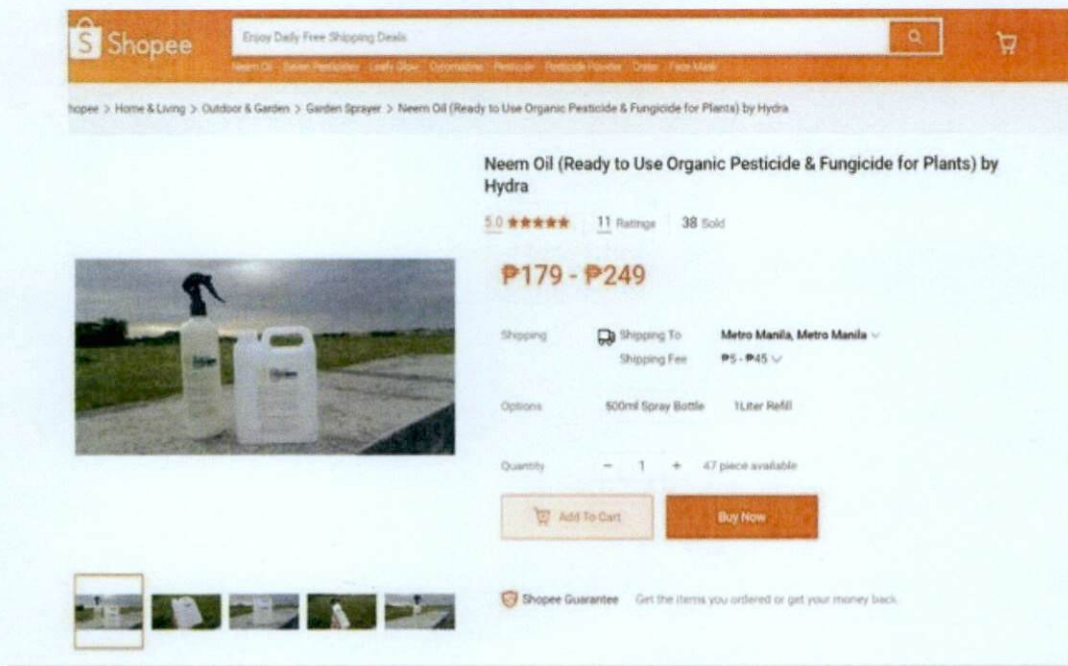 Shopee
Enjoy Daily Free Shipping Deals
Neem Oil Seven Pesticides Leafy Glow Cyromazine Pesticide Pesticide Powder Face Mask
hopee > Home & Living > Outdoor & Garden > Garden Sprayer > Neem Oil (Ready to Use Organic Pesticide & Fungicide for Plants) by Hydra
Neem Oil (Ready to Use Organic Pesticide & Fungicide for Plants) by
Hydra
5.0 11 Ratings 38 Sold
₱179 - ₱249
Shipping Shipping To Metro Manila, Metro Manila
Shipping Fee ₱5 - ₱45
Options 500ml Spray Bottle 1Liter Refill
Quantity - 1 + 47 piece available
Add To Cart Buy Now
Shopee Guarantee Get the items you ordered or get your money back.